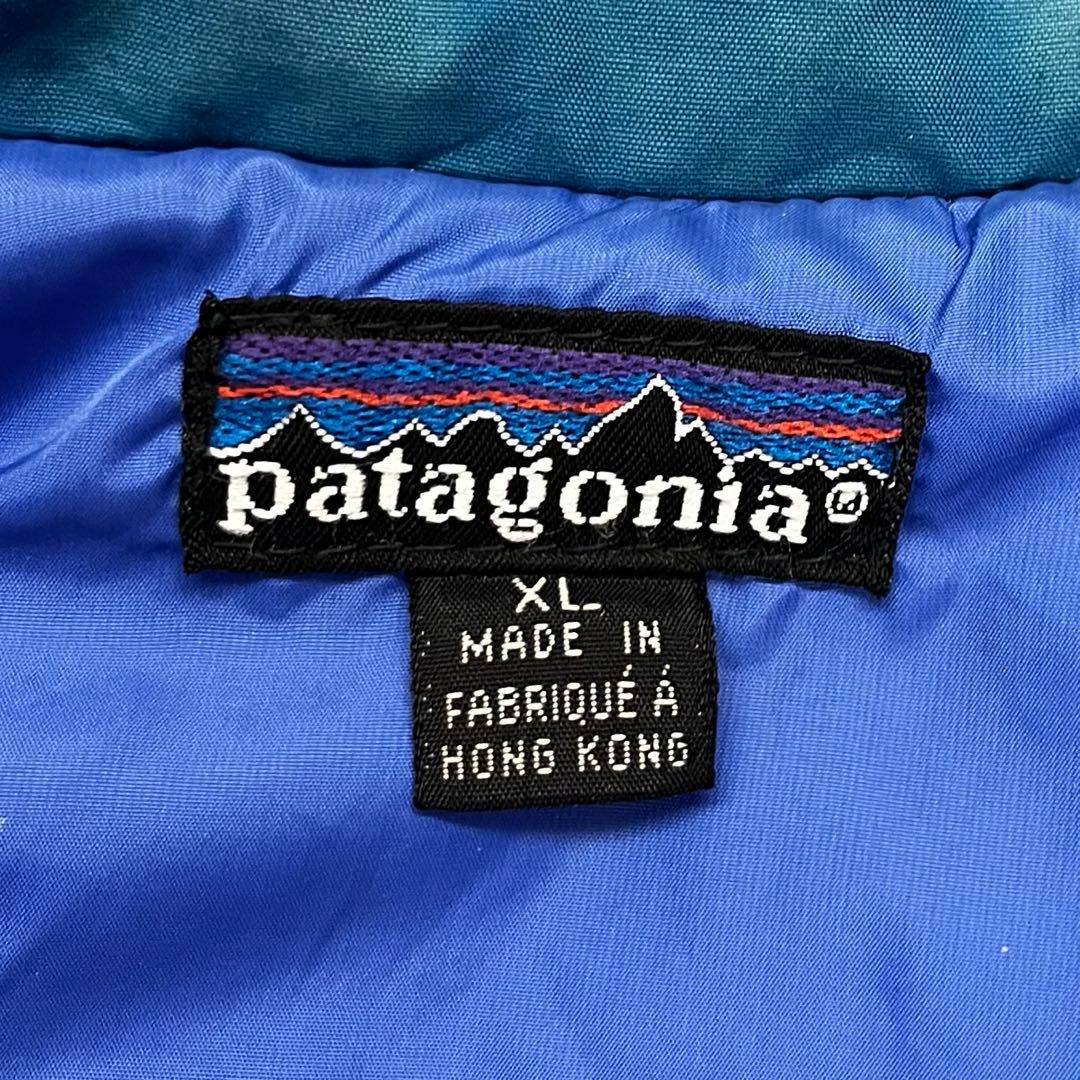 patagonia®
XL
MADE IN
FABRIQUÉ Á
HONG KONG